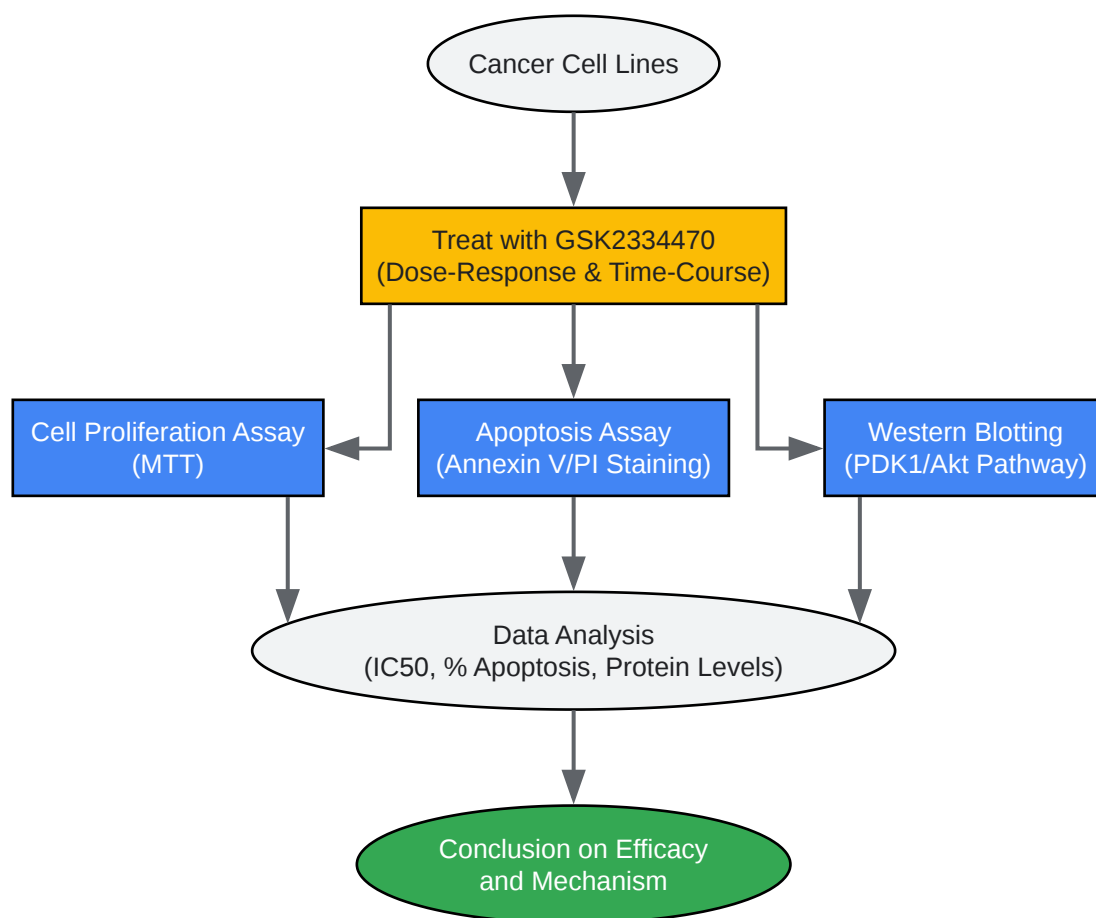 Cancer Cell Lines
Treat with GSK2334470
(Dose-Response & Time-Course)
Cell Proliferation Assay
(MTT)
Apoptosis Assay
(Annexin V/PI Staining)
Western Blotting
(PDK1/Akt Pathway)
Data Analysis
(IC50, % Apoptosis, Protein Levels)
Conclusion on Efficacy
and Mechanism